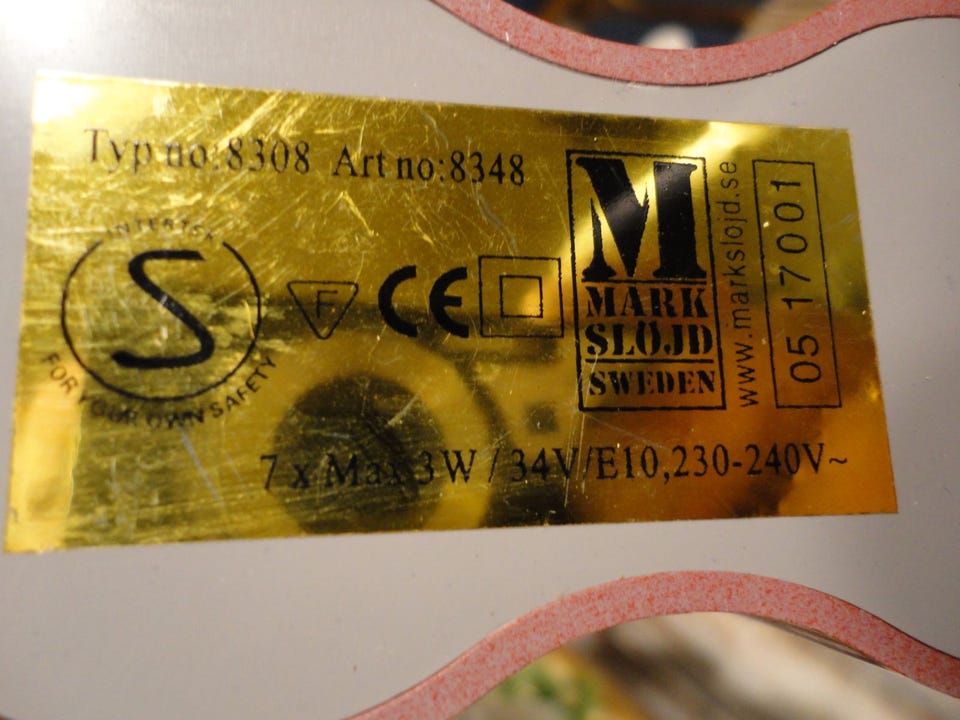 Typ no:8308 Art no:8348
INTERTEK
S
FOR YOUR OWN SAFETY
F
CE
M
MARK
SLÖJD
SWEDEN
www.markslojd.se
05 17001
7 x Max 3W / 34V/E10,230-240V~